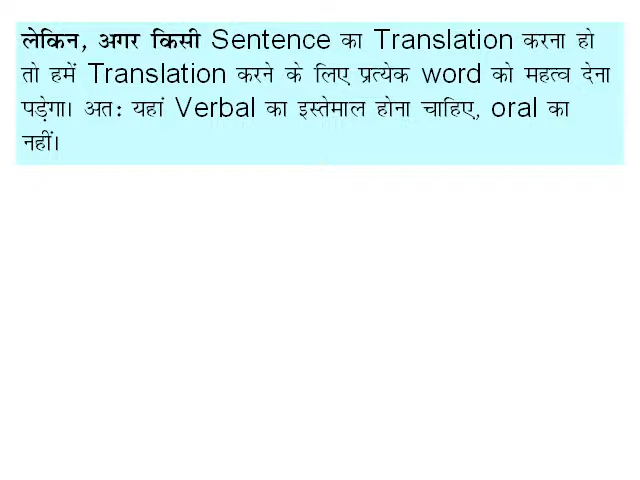 लेकिन, अगर किसी Sentence का Translation करना हो
तो हमें Translation करने के लिए प्रत्येक word को महत्व देना
पड़ेगा। अतः यहां Verbal का इस्तेमाल होना चाहिए, oral का
नहीं।